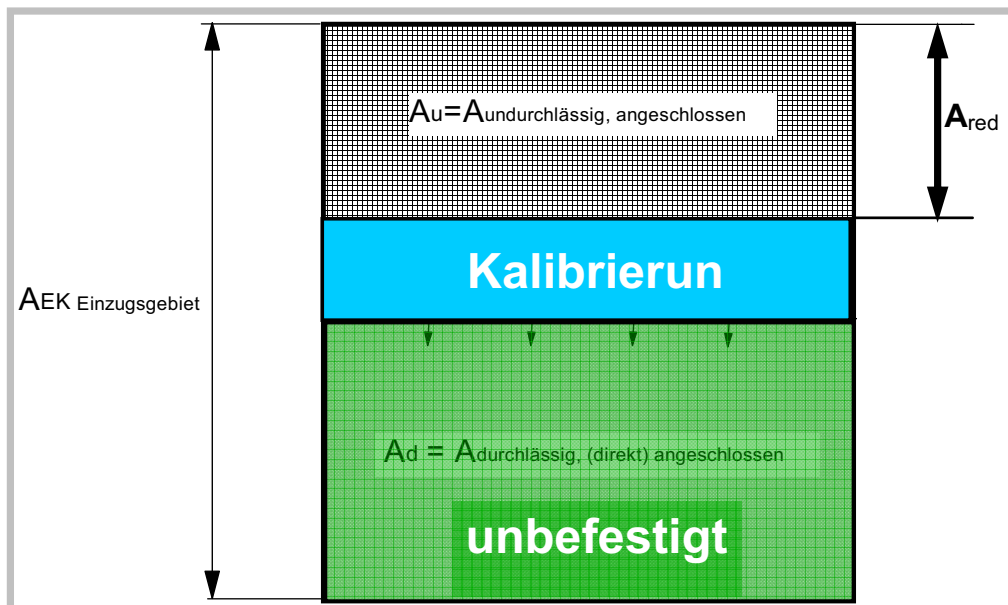 Au=Aundurchlässig, angeschlossen
Ared
Kalibrierun
AEK Einzugsgebiet
Ad = Adurchlässig, (direkt) angeschlossen
unbefestigt